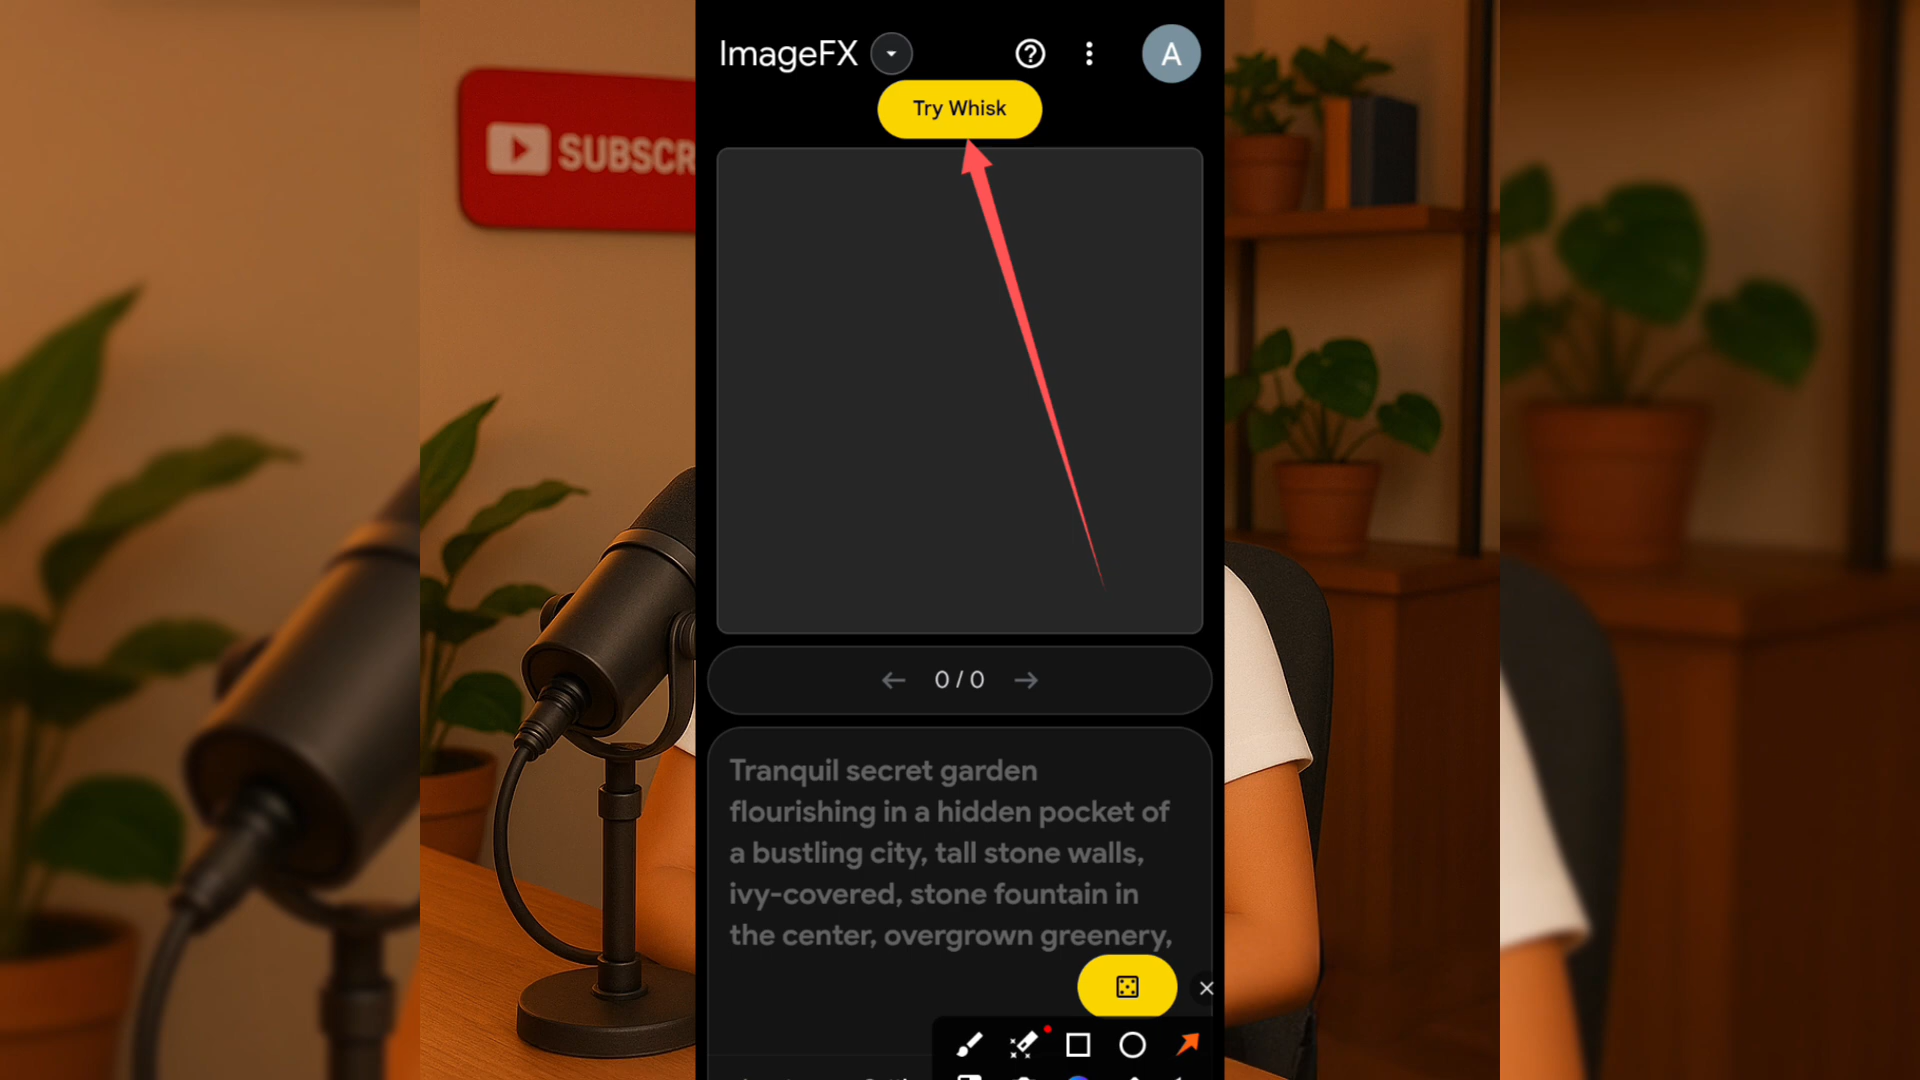 ImageFX
A
Try Whisk
SUBSCR
0 / 0
Tranquil secret garden
flourishing in a hidden pocket of
a bustling city, tall stone walls,
ivy-covered, stone fountain in
the center, overgrown greenery,